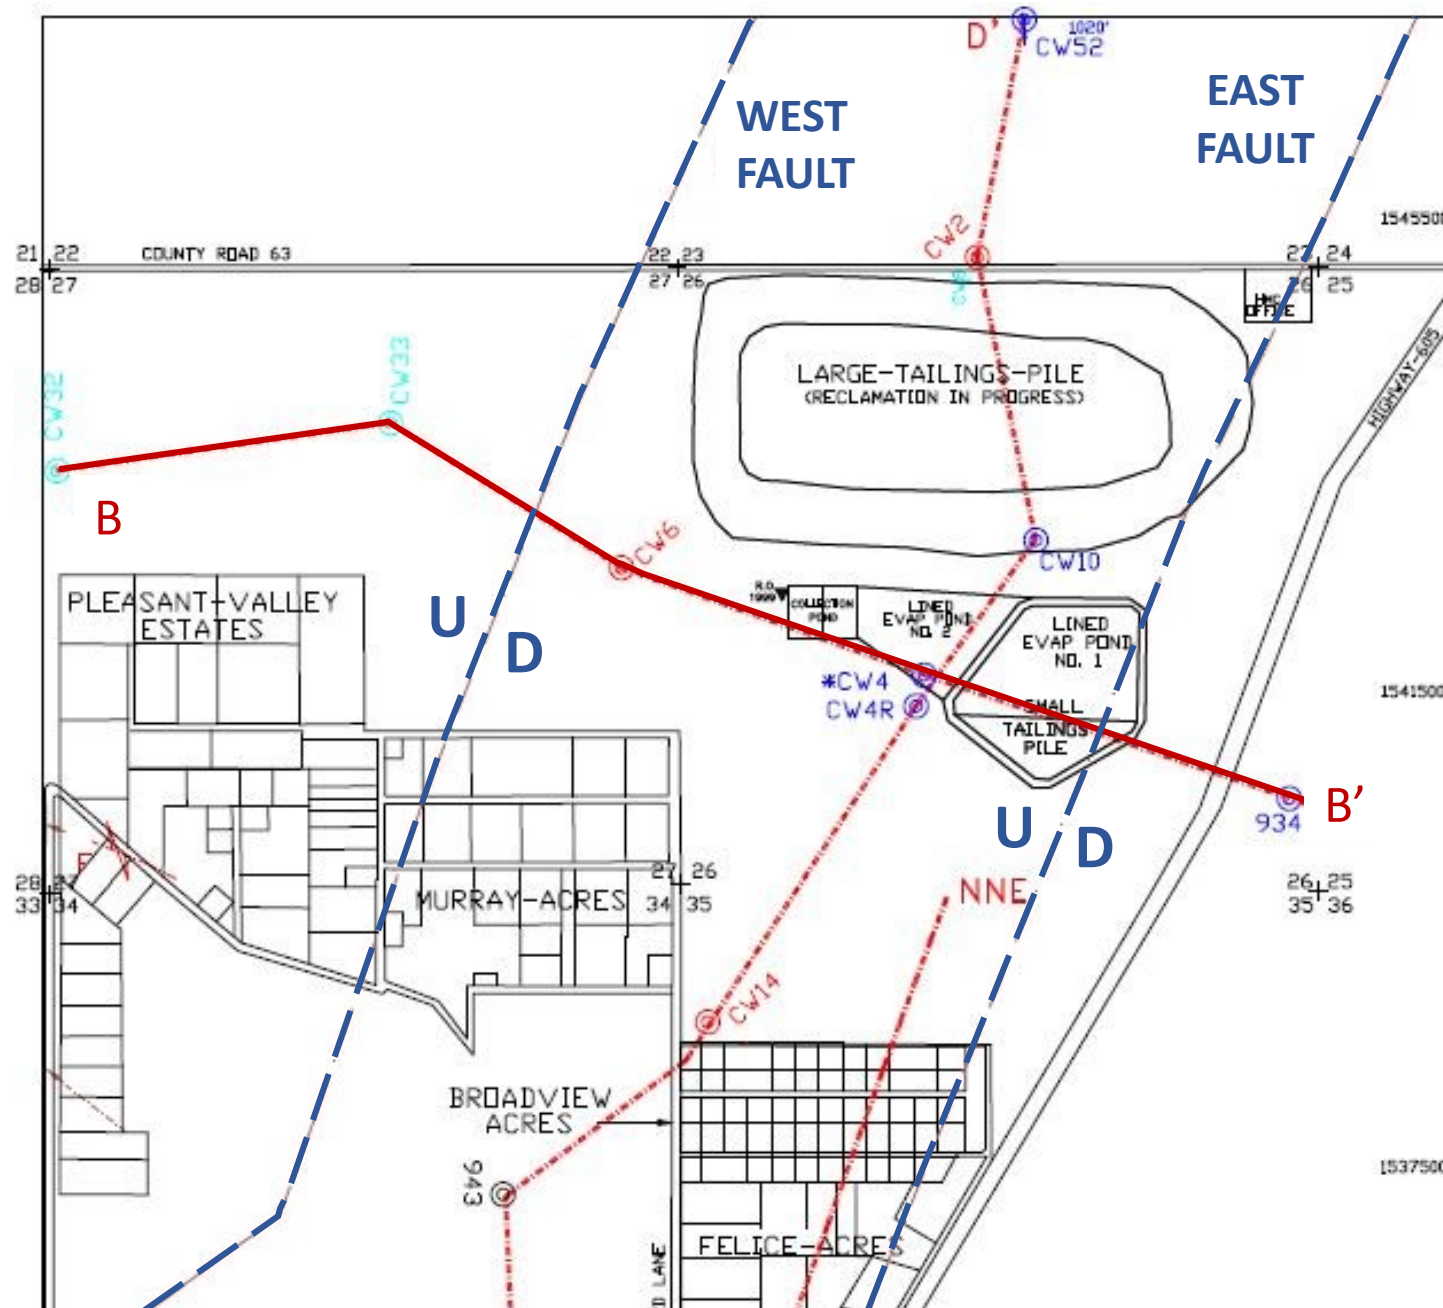 D'
1020'
CW52
WEST
FAULT
EAST
FAULT
1545500
CW2
21 22
28 27
COUNTY ROAD 63
22 23
27 26
24
26 25
OFFICE
HIGHWAY-605
CW32
CW33
LARGE-TAILINGS-PILE
(RECLAMATION IN PROGRESS)
B
CW6
CW10
PLEASANT-VALLEY
ESTATES
U
D
1999
COLLECTION
POND
LINED
EVAP POND
NO. 2
LINED
EVAP POND
NO. 1
*CW4
CW4R
SMALL
TAILINGS
PILE
1541500
B'
934
U
D
28 27
33 34
MURRAY-ACRES
27 26
34 35
NNE
26 25
35 36
CW14
BROADVIEW
ACRES
943
1537500
FELICE-ACRES
LANE